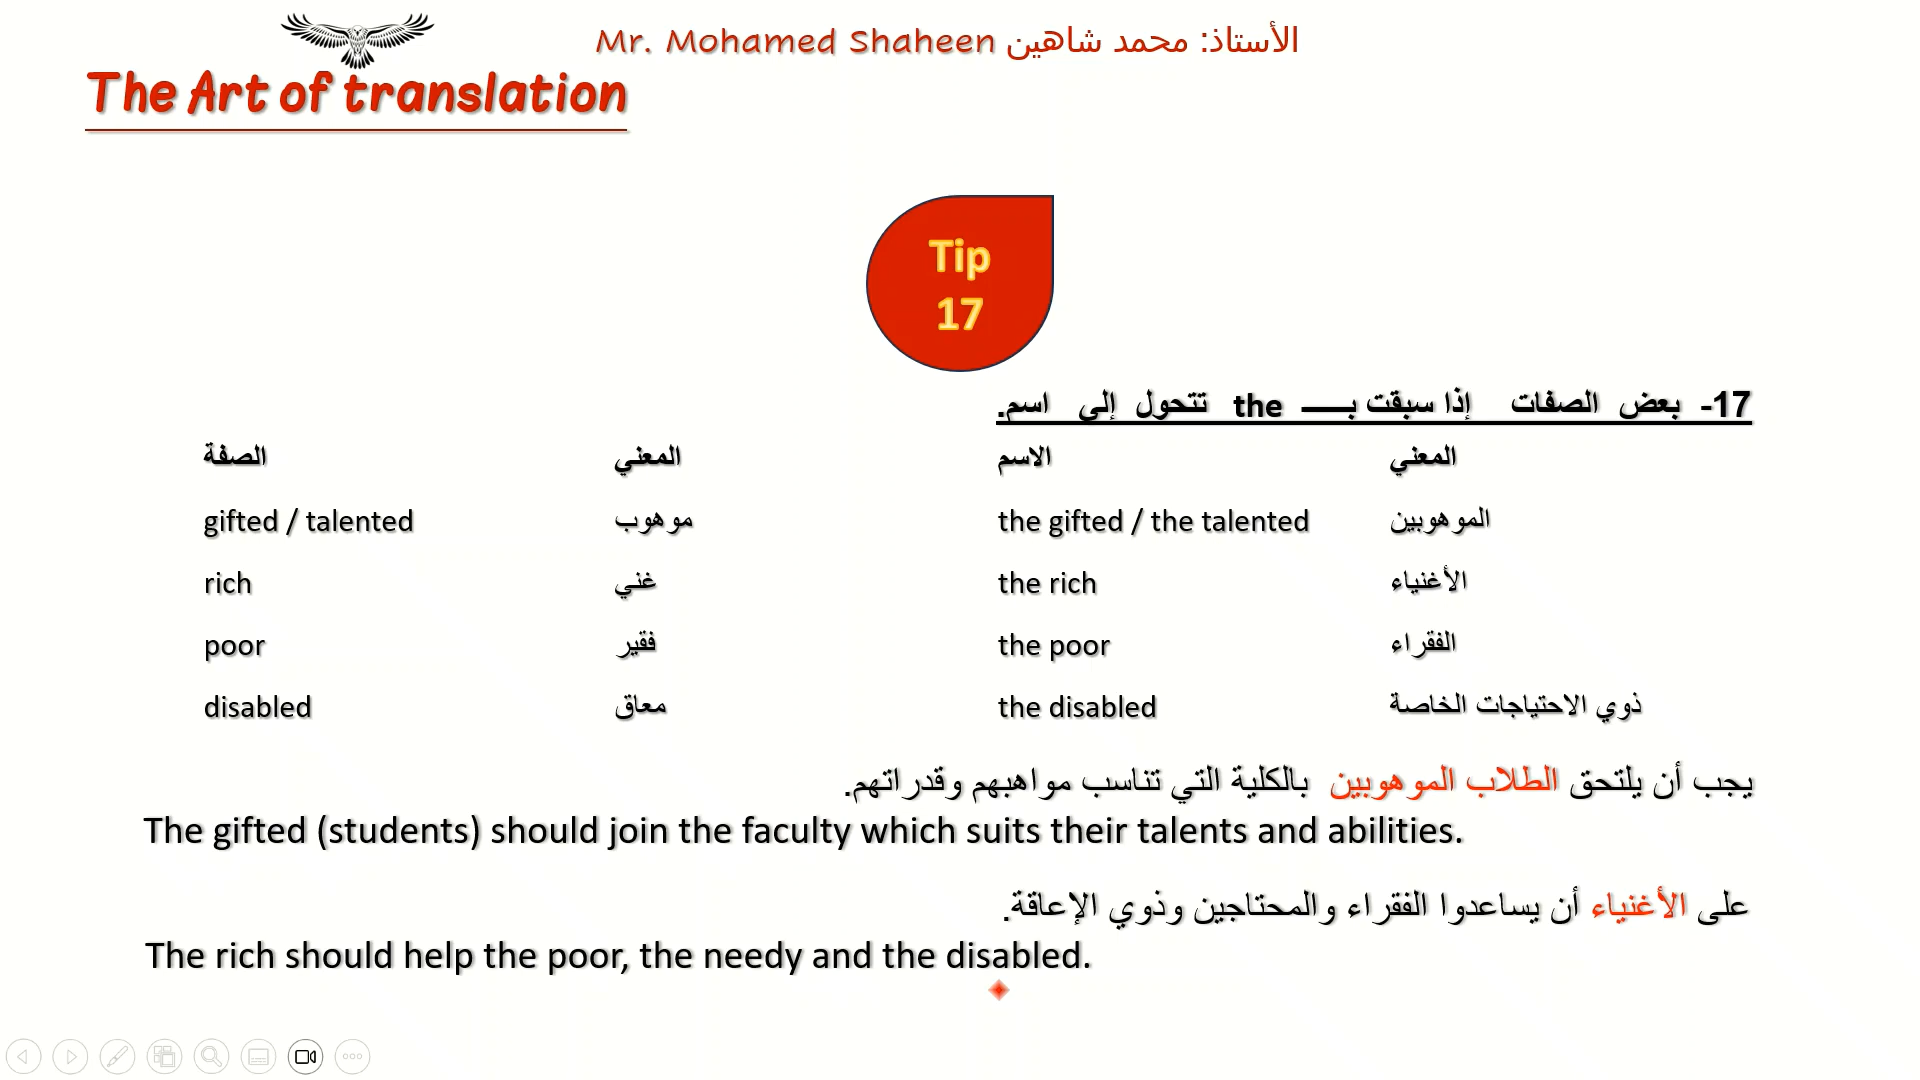 Mr. Mohamed Shaheen الأستاذ: محمد شاهين
The Art of translation
Tip
17
17- بعض الصفات إذا سبقت بـــــ the تتحول إلى اسم.
الصفة المعني الاسم المعني
gifted / talented موهوب the gifted / the talented الموهوبين
rich غني the rich الأغنياء
poor فقير the poor الفقراء
disabled معاق the disabled ذوي الاحتياجات الخاصة
يجب أن يلتحق الطلاب الموهوبين بالكلية التي تناسب مواهبهم وقدراتهم.
The gifted (students) should join the faculty which suits their talents and abilities.
على الأغنياء أن يساعدوا الفقراء والمحتاجين وذوي الإعاقة.
The rich should help the poor, the needy and the disabled.